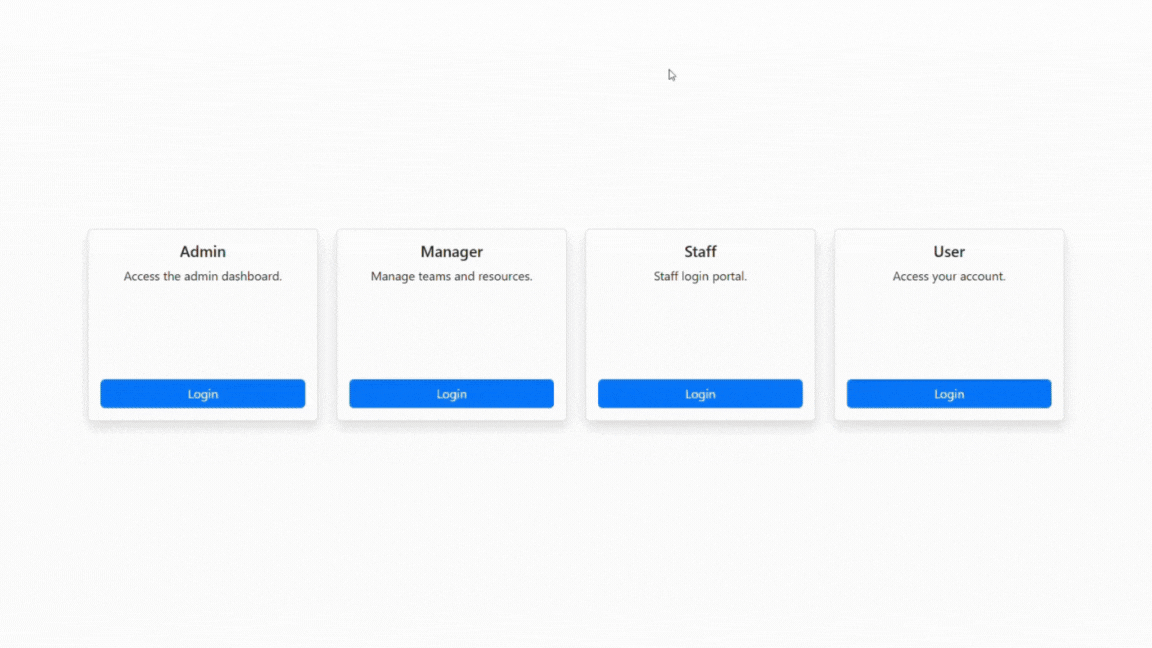 Admin
Access the admin dashboard.
Login
Manager
Manage teams and resources.
Login
Staff
Staff login portal.
Login
User
Access your account.
Login